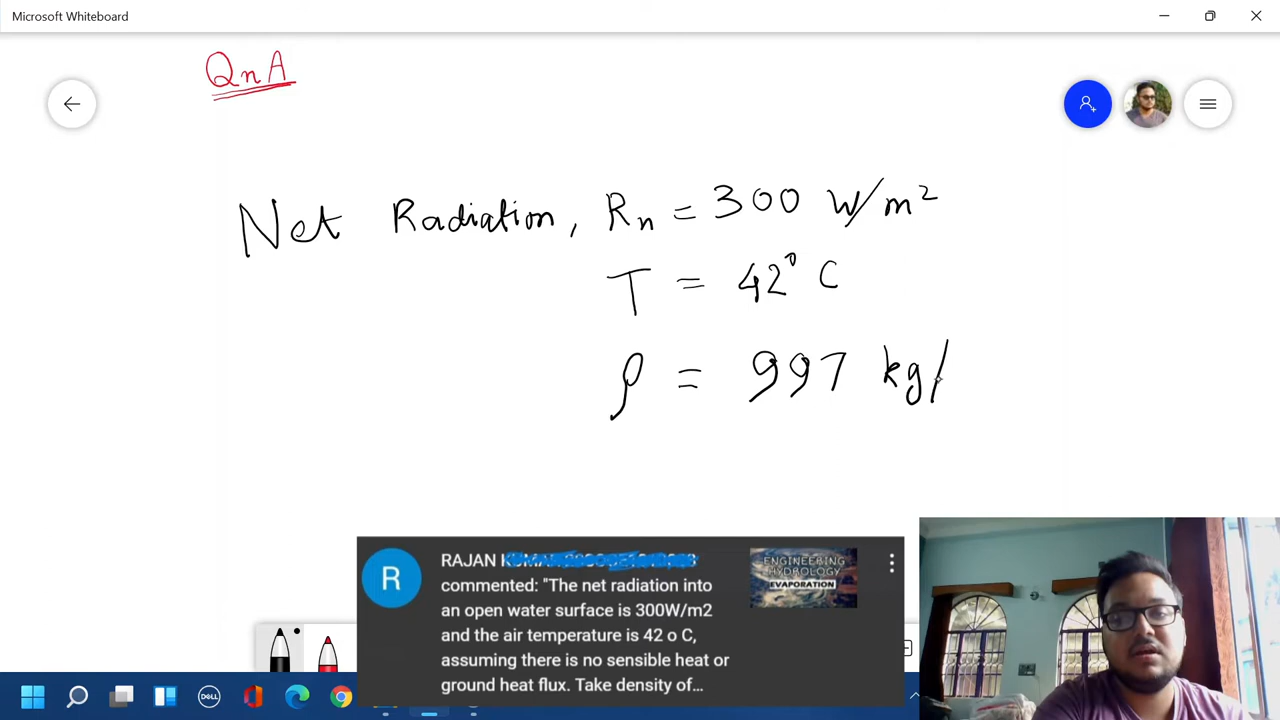 Microsoft Whiteboard
QnA
Net Radiation, Rn = 300 W/m²
T = 42° C
ρ = 997 kg/
R
RAJAN
commented: "The net radiation into
an open water surface is 300W/m2
and the air temperature is 42 o C,
assuming there is no sensible heat or
ground heat flux. Take density of…
ENGINEERING
HYDROLOGY
EVAPORATION
DELL